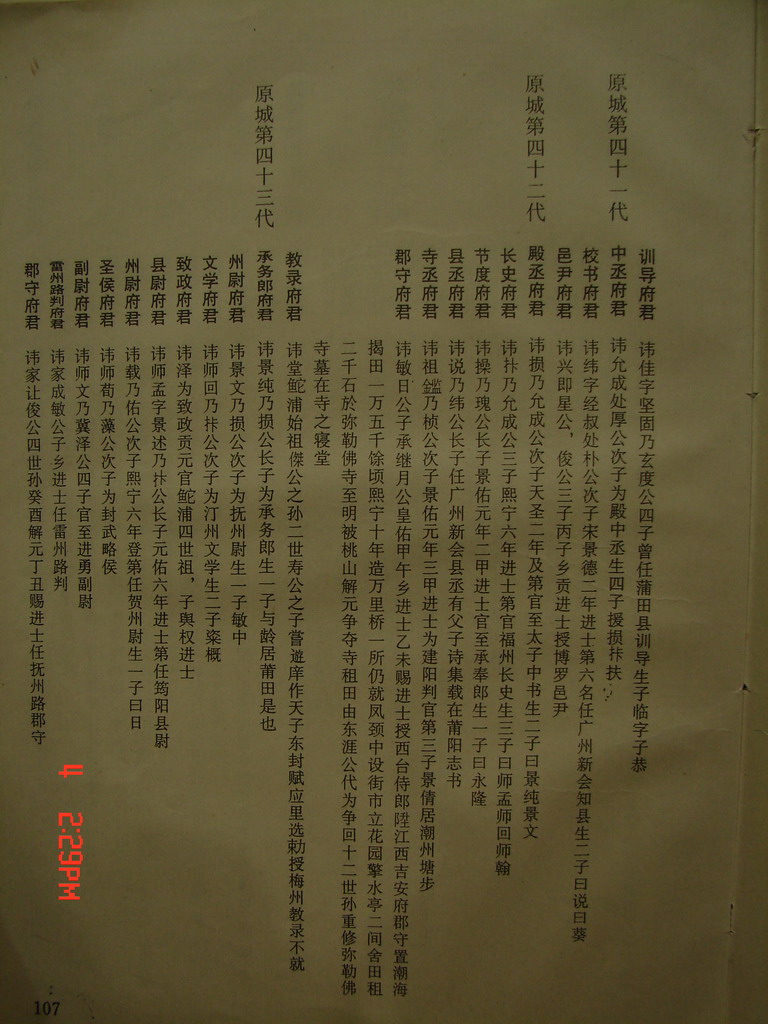 原城第四十一代
训导府君 讳佳字坚固乃玄度公四子曾任蒲田县训导生子临字子恭
中丞府君 讳允成处厚公次子为殿中丞生四子援损抃扶
校书府君 讳纬字经叔处朴公次子宋景德二年进士第六名任广州新会知县生二子曰说曰葵
邑尹府君 讳兴即星公，俊公三子丙子乡贡进士授博罗邑尹
原城第四十二代
殿丞府君 讳损乃允成公次子天圣二年及第官至太子中书生二子曰景纯景文
长史府君 讳抃乃允成公三子熙宁六年进士第官福州长史生三子曰师孟师回师翰
节度府君 讳操乃瑰公长子景佑元年二甲进士官至承奉郎生一子曰永隆
县丞府君 讳说乃纬公长子任广州新会县丞有父子诗集载在莆阳志书
寺丞府君 讳祖鑑乃桢公次子景佑元年三甲进士为建阳判官第三子景倩居潮州塘步
郡守府君 讳敏日公子承继月公皇佑甲午乡进士乙未赐进士授西台侍郎陞江西吉安府郡守置潮海
揭田一万五千馀顷熙宁十年造万里桥一所仍就凤颈中设街市立花园擎水亭二间舍田租
二千石於弥勒佛寺至明被桃山解元争夺寺租田由东涯公代为争回十二世孙重修弥勒佛
寺墓在寺之寝堂
原城第四十三代
教录府君 讳堂鮀浦始祖傑公之孙二世寿公之子嘗遊庠作天子东封赋应里选勅授梅州教录不就
承务郎府君 讳景纯乃损公长子为承务郎生一子与龄居莆田是也
州尉府君 讳景文乃损公次子为抚州尉生一子敏中
文学府君 讳师回乃抃公次子为汀州文学生二子楶概
致政府君 讳泽为致政贡元官鮀浦四世祖，子舆权进士
县尉府君 讳师孟字景述乃抃公长子元佑六年进士第任筠阳县尉
州尉府君 讳载乃佑公次子熙宁六年登第任贺州尉生一子曰日
圣侯府君 讳师荀乃藻公次子为封武略侯
副尉府君 讳师文乃冀泽公四子官至进勇副尉
雷州路判府君 讳家成敏公子乡进士任雷州路判
郡守府君 讳家让俊公四世孙癸酉解元丁丑赐进士任抚州路郡守
107
4 2:29PM